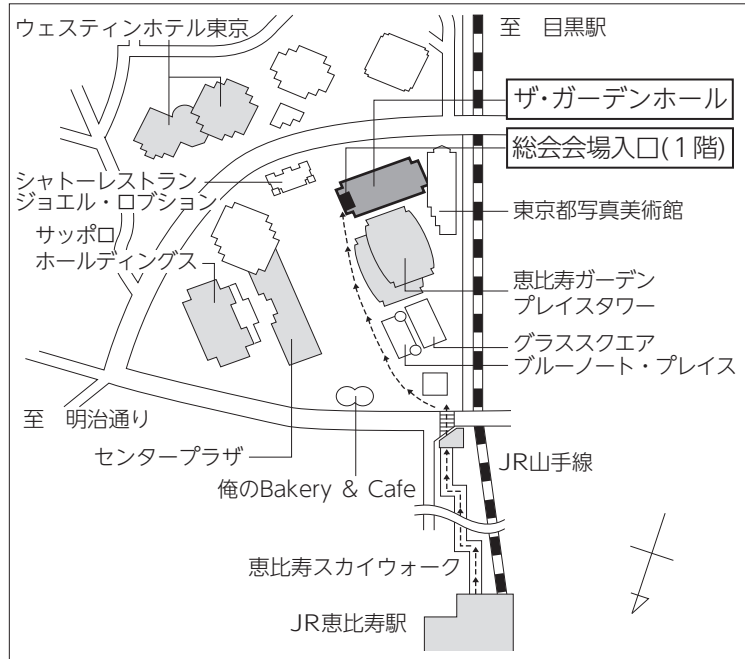 ウェスティンホテル東京
至 目黒駅
ザ・ガーデンホール
総会会場入口(1階)
シャトーレストラン
ジョエル・ロブション
東京都写真美術館
サッポロ
ホールディングス
恵比寿ガーデン
プレイスタワー
グラススクエア
ブルーノート・プレイス
至 明治通り
センタープラザ
JR山手線
俺のBakery & Cafe
恵比寿スカイウォーク
JR恵比寿駅